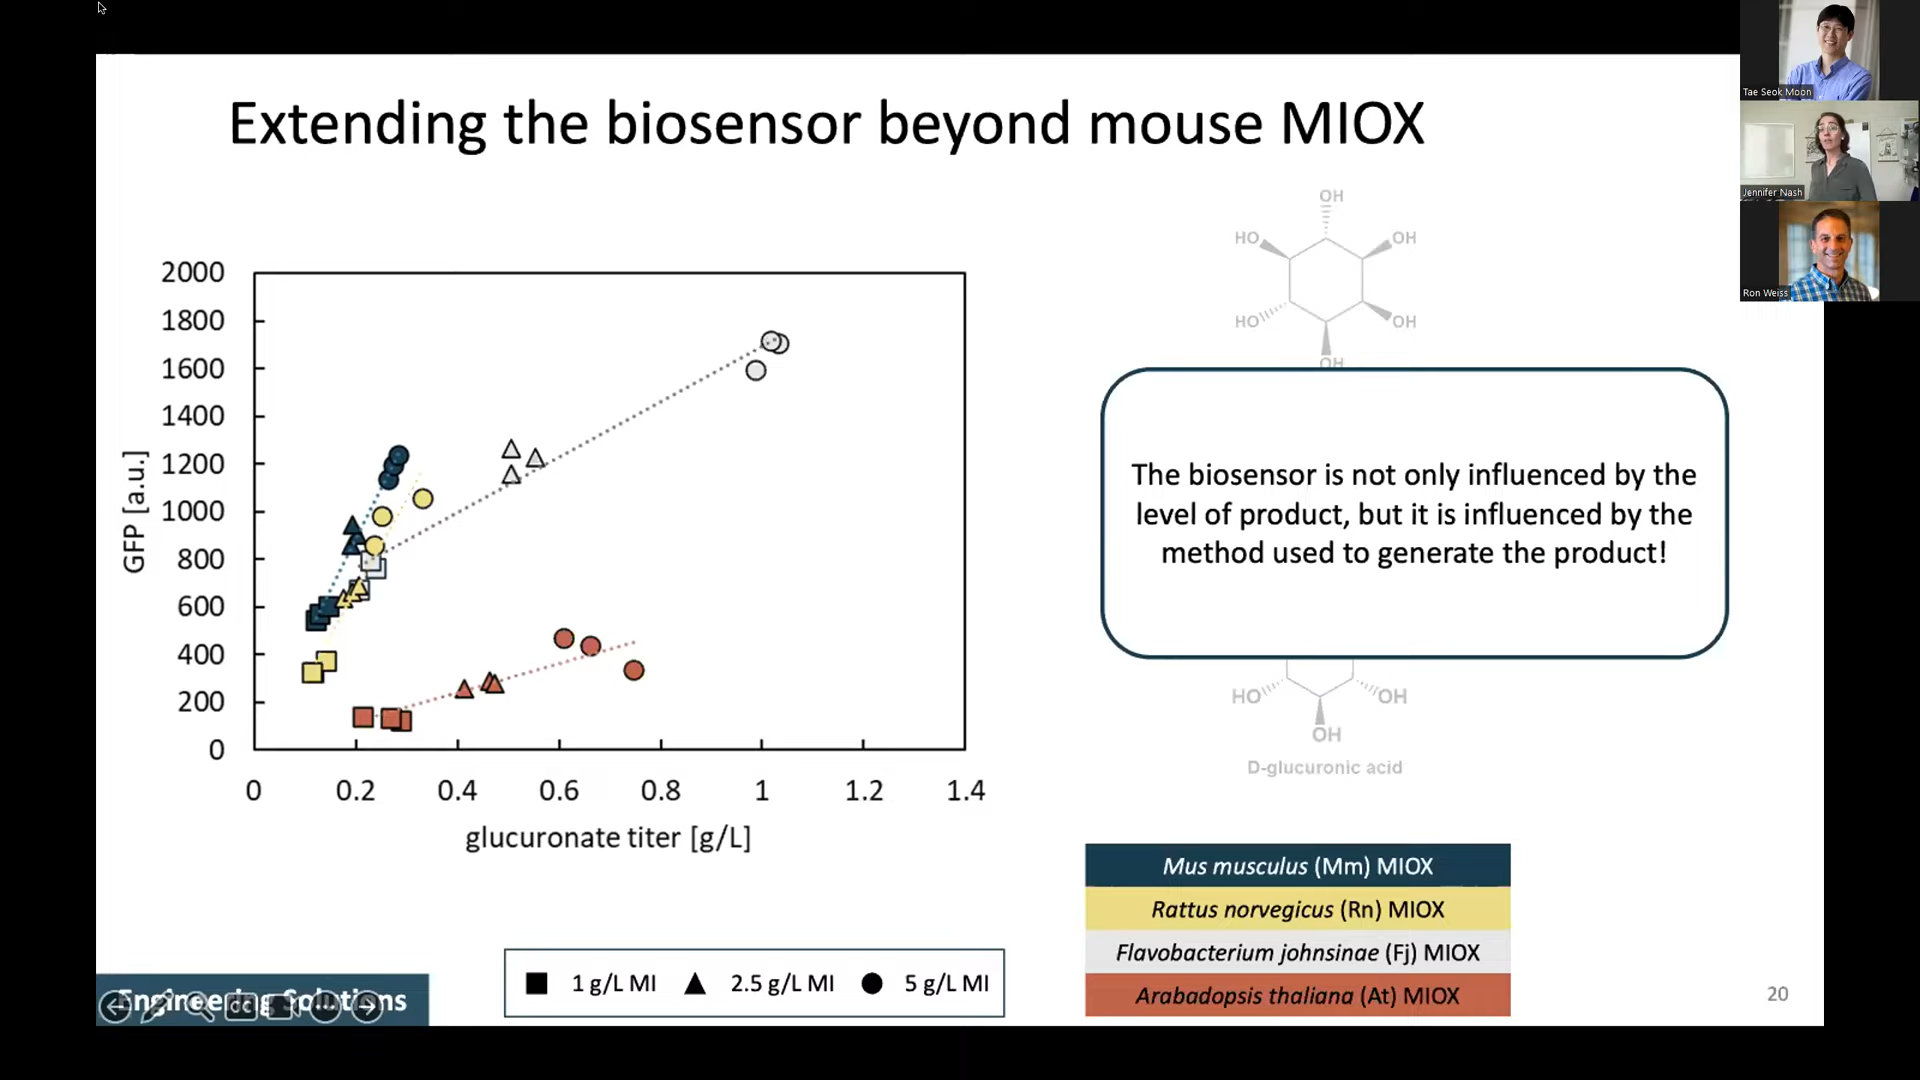 Extending the biosensor beyond mouse MIOX
Tae Seok Moon
Jennifer Nash
Ron Weiss
OH
HO
OH
HO
OH
OH
2000
1800
1600
1400
1200
1000
800
600
400
200
0
GFP [a.u.]
0
0.2
0.4
0.6
0.8
1
1.2
1.4
glucuronate titer [g/L]
The biosensor is not only influenced by the
level of product, but it is influenced by the
method used to generate the product!
HO
OH
OH
D-glucuronic acid
Mus musculus (Mm) MIOX
Rattus norvegicus (Rn) MIOX
Flavobacterium johnsinae (Fj) MIOX
Arabadopsis thaliana (At) MIOX
1 g/L MI
2.5 g/L MI
5 g/L MI
Engineering Solutions
CC
20